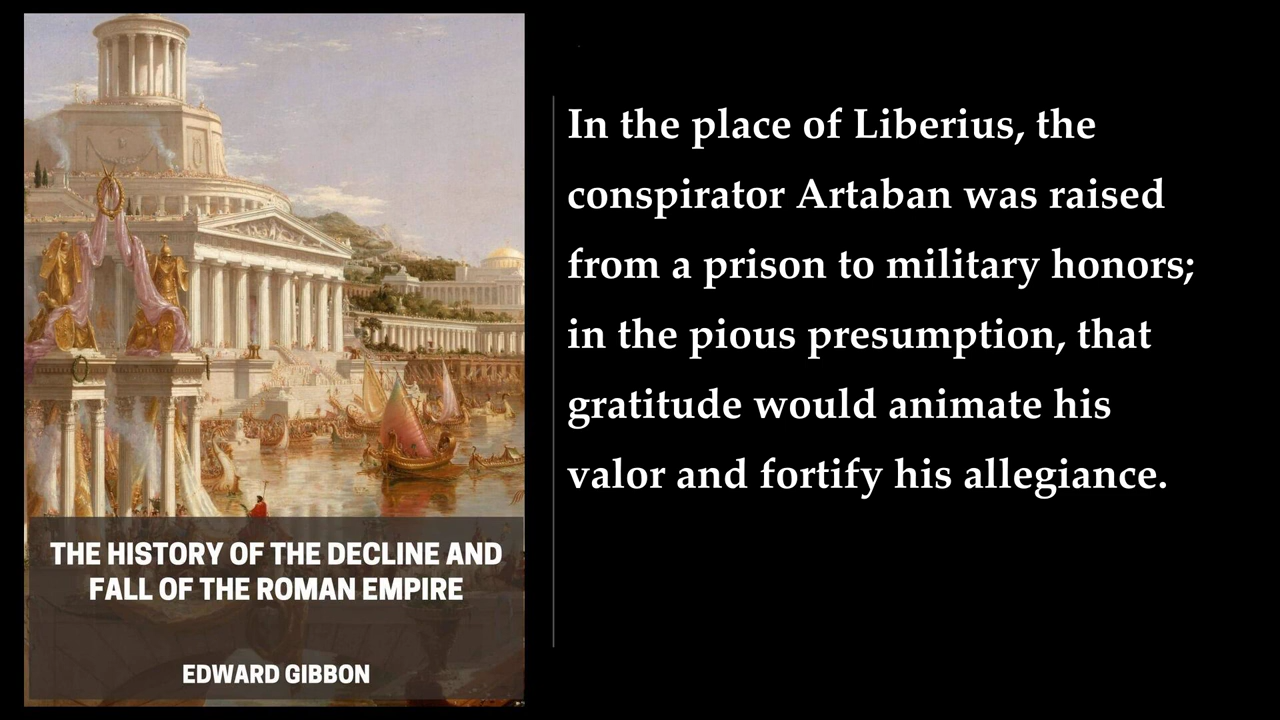 In the place of Liberius, the
conspirator Artaban was raised
from a prison to military honors;
in the pious presumption, that
gratitude would animate his
valor and fortify his allegiance.
THE HISTORY OF THE DECLINE AND
FALL OF THE ROMAN EMPIRE
EDWARD GIBBON